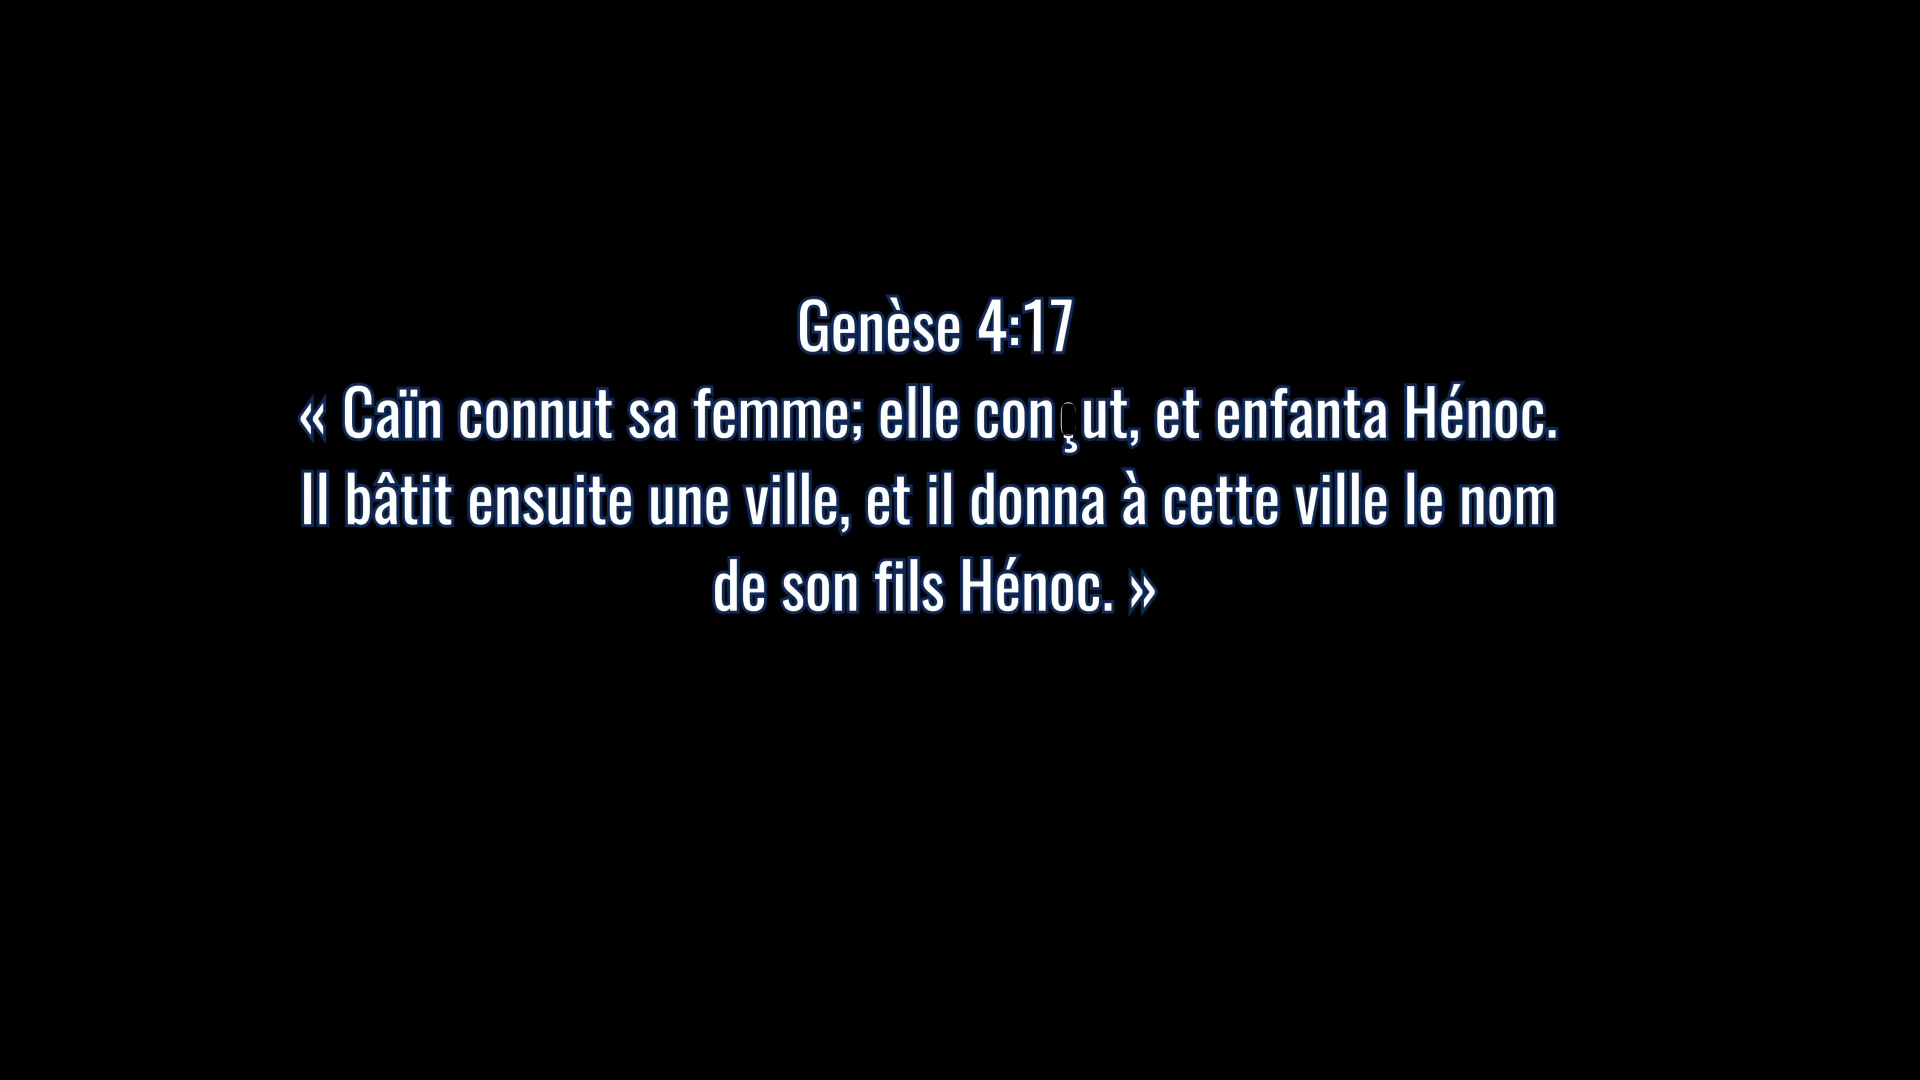 Genèse 4:17
« Caïn connut sa femme; elle conçut, et enfanta Hénoc.
Il bâtit ensuite une ville, et il donna à cette ville le nom
de son fils Hénoc. »